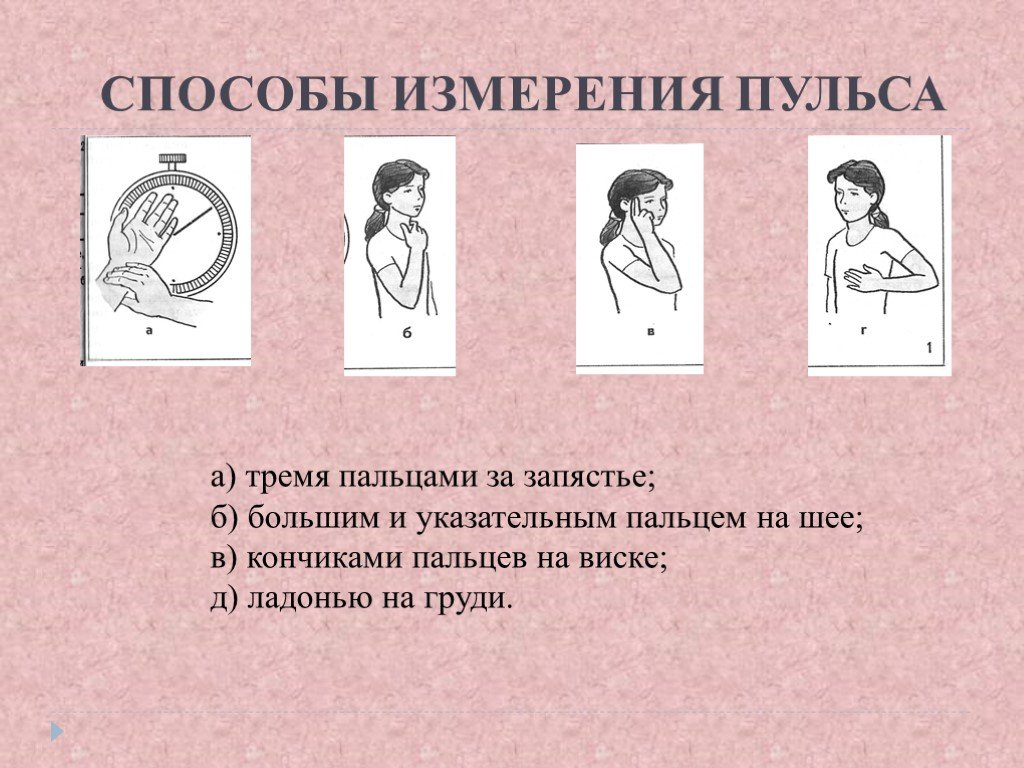 СПОСОБЫ ИЗМЕРЕНИЯ ПУЛЬСА
а
б
в
г
1
а) тремя пальцами за запястье;
б) большим и указательным пальцем на шее;
в) кончиками пальцев на виске;
д) ладонью на груди.